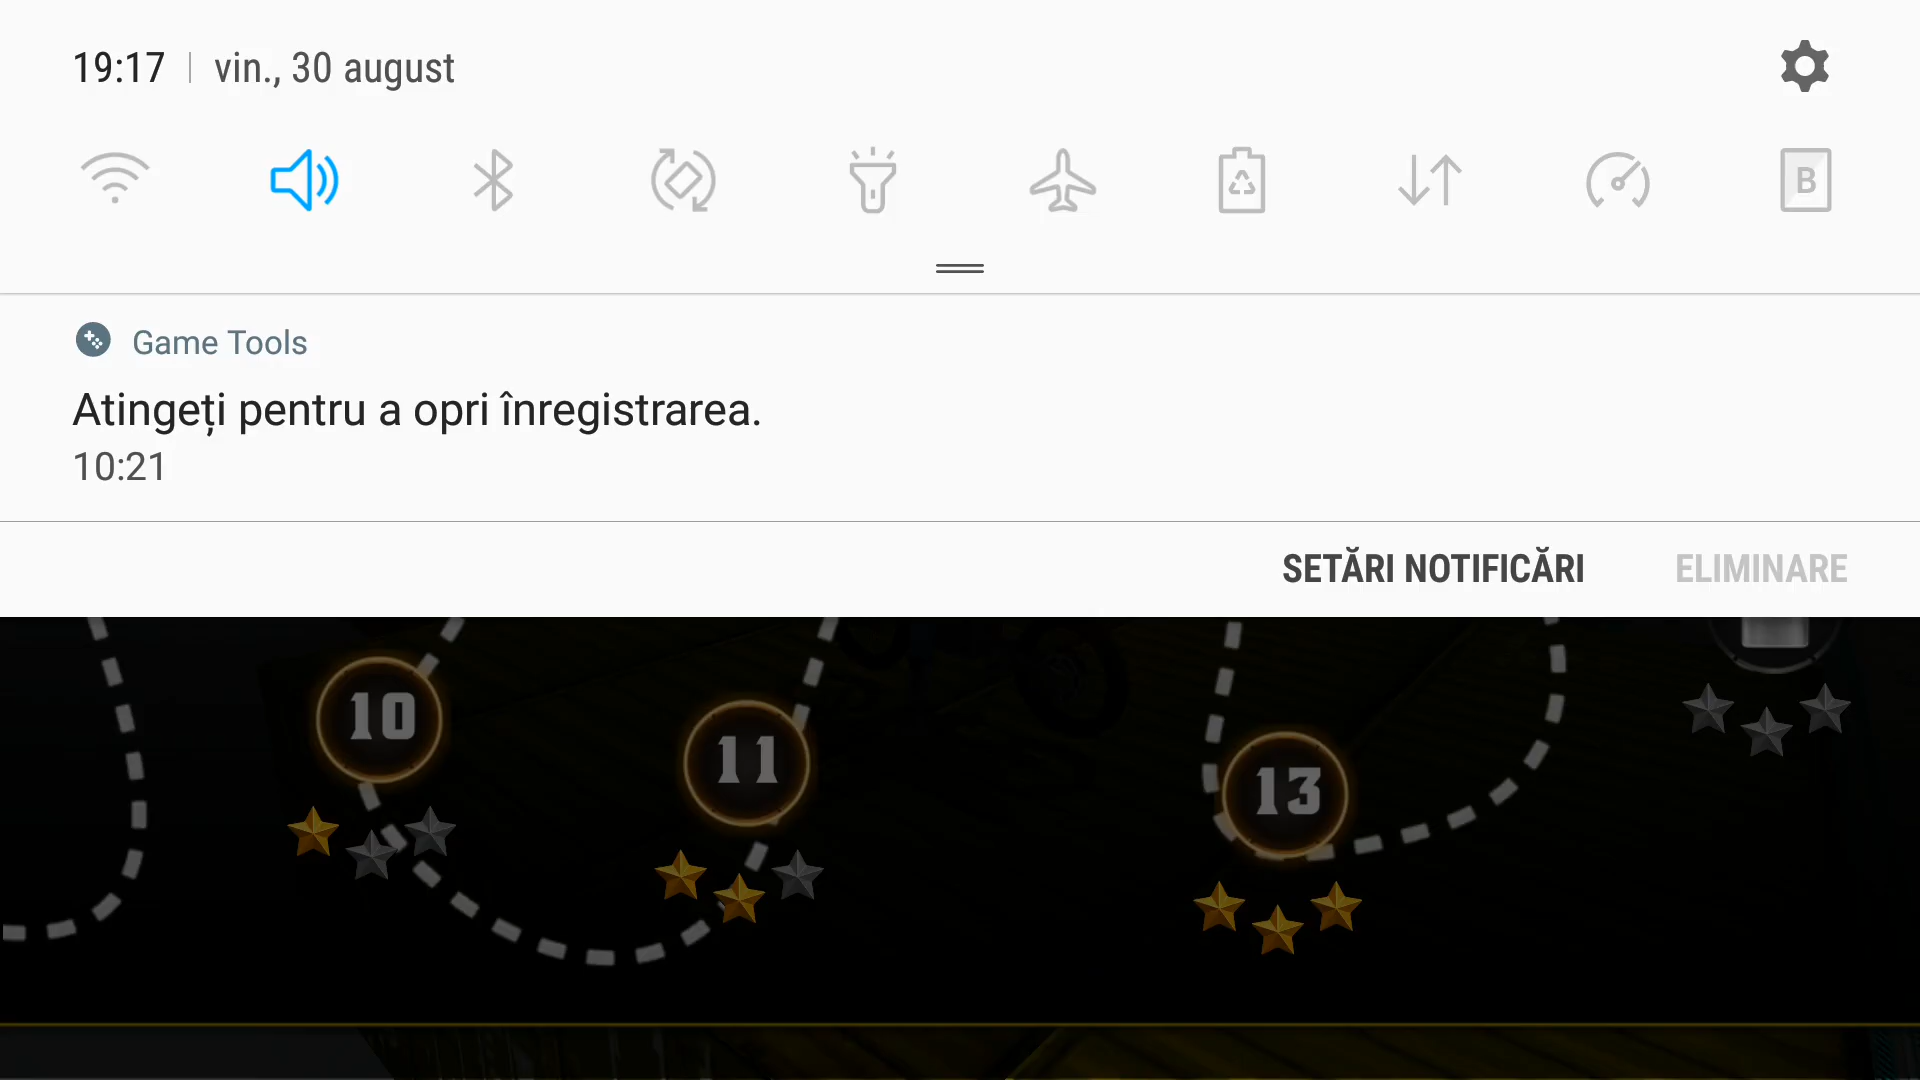 19:17 | vin., 30 august
B
Game Tools
Atingeți pentru a opri înregistrarea.
10:21
SETĂRI NOTIFICĂRI ELIMINARE
10
11
13